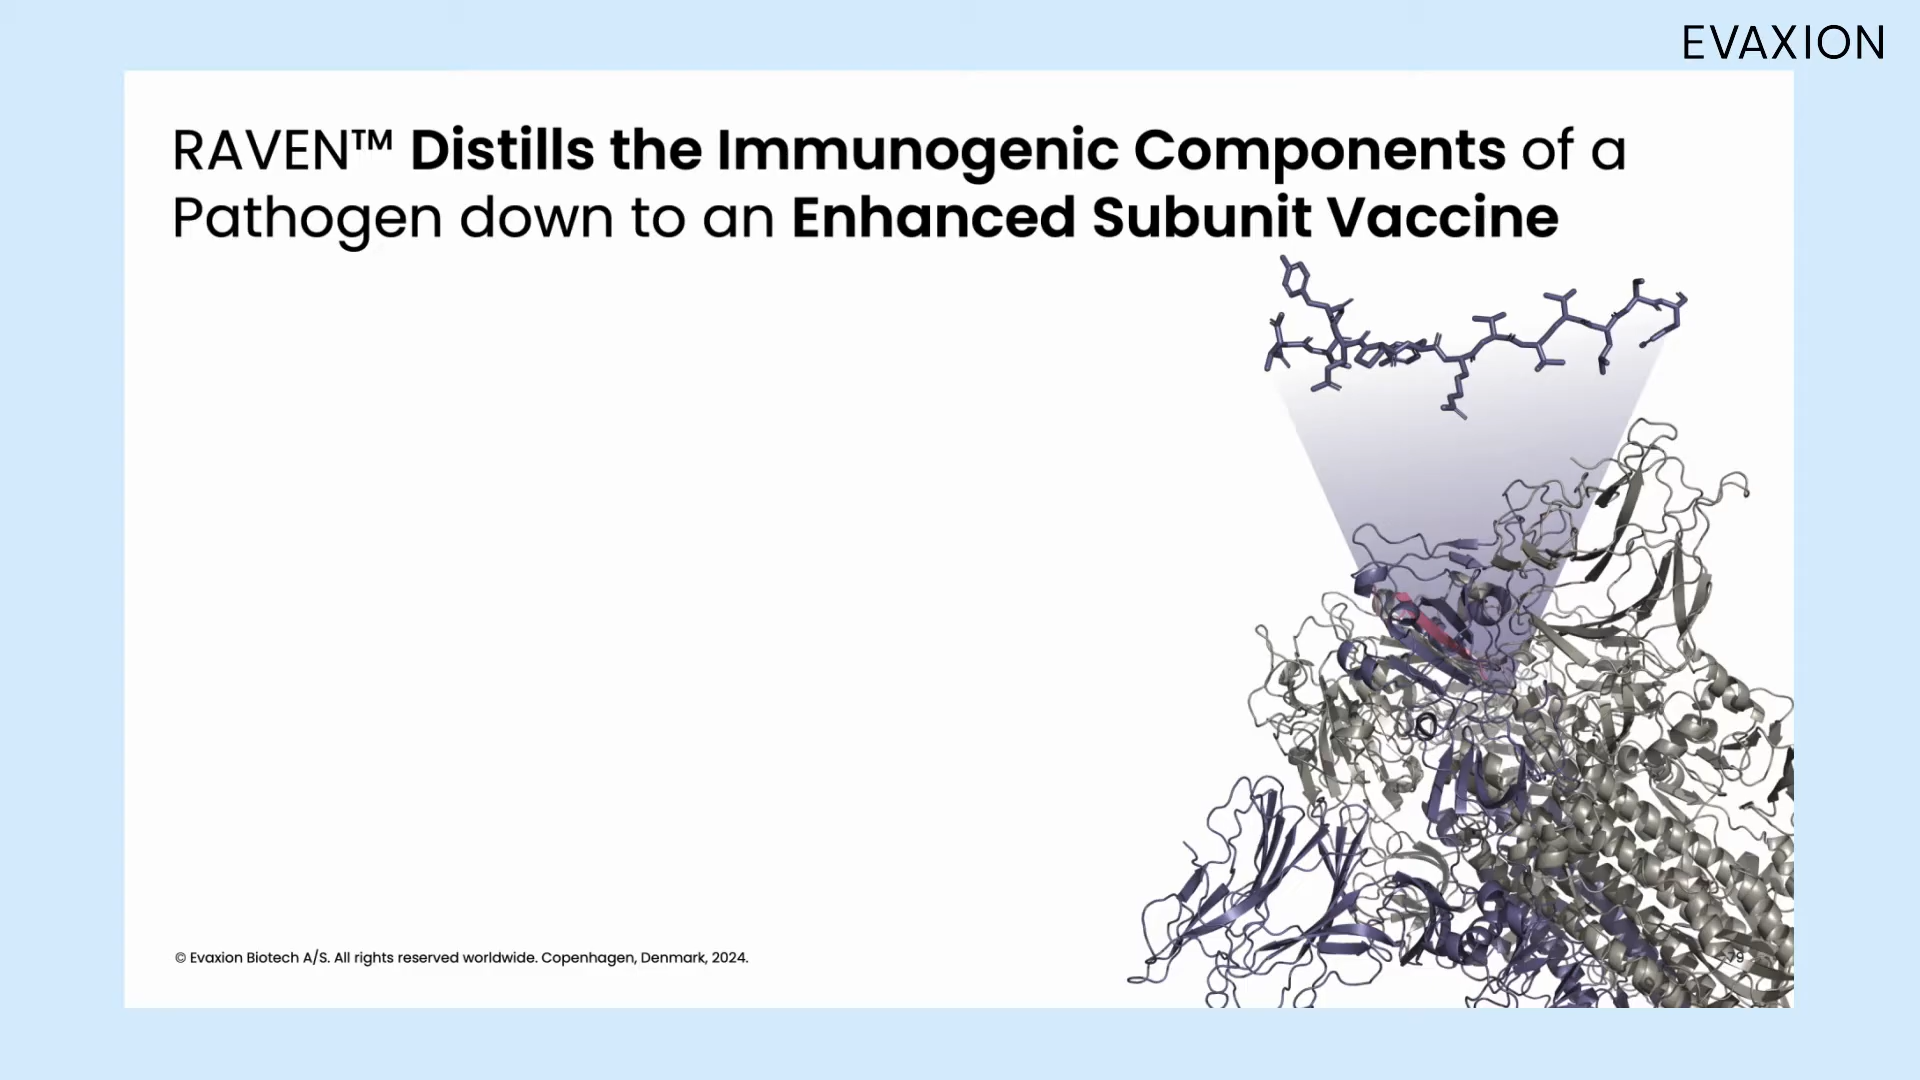 EVAXION
RAVEN™ Distills the Immunogenic Components of a
Pathogen down to an Enhanced Subunit Vaccine
© Evaxion Biotech A/S. All rights reserved worldwide. Copenhagen, Denmark, 2024.
79